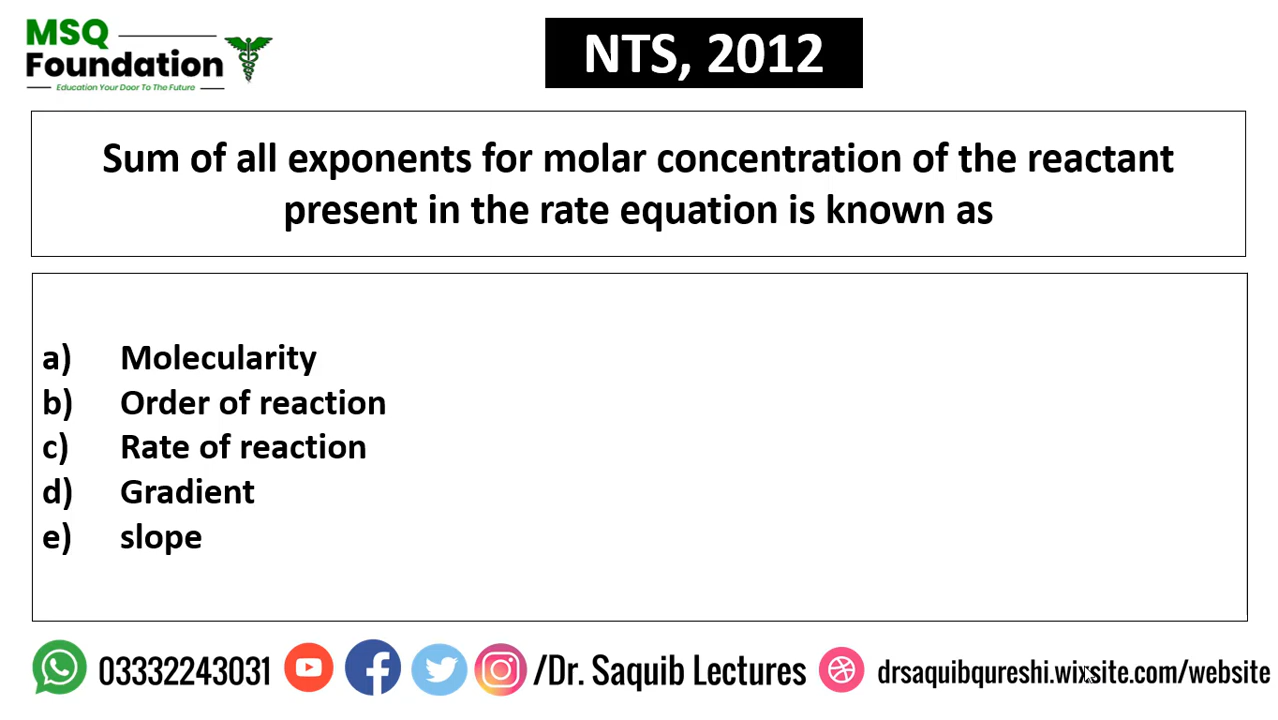 MSQ
Foundation
Education Your Door To The Future
NTS, 2012
Sum of all exponents for molar concentration of the reactant
present in the rate equation is known as
a) Molecularity
b) Order of reaction
c) Rate of reaction
d) Gradient
e) slope
03332243031 /Dr. Saquib Lectures drsaquibqureshi.wixsite.com/website